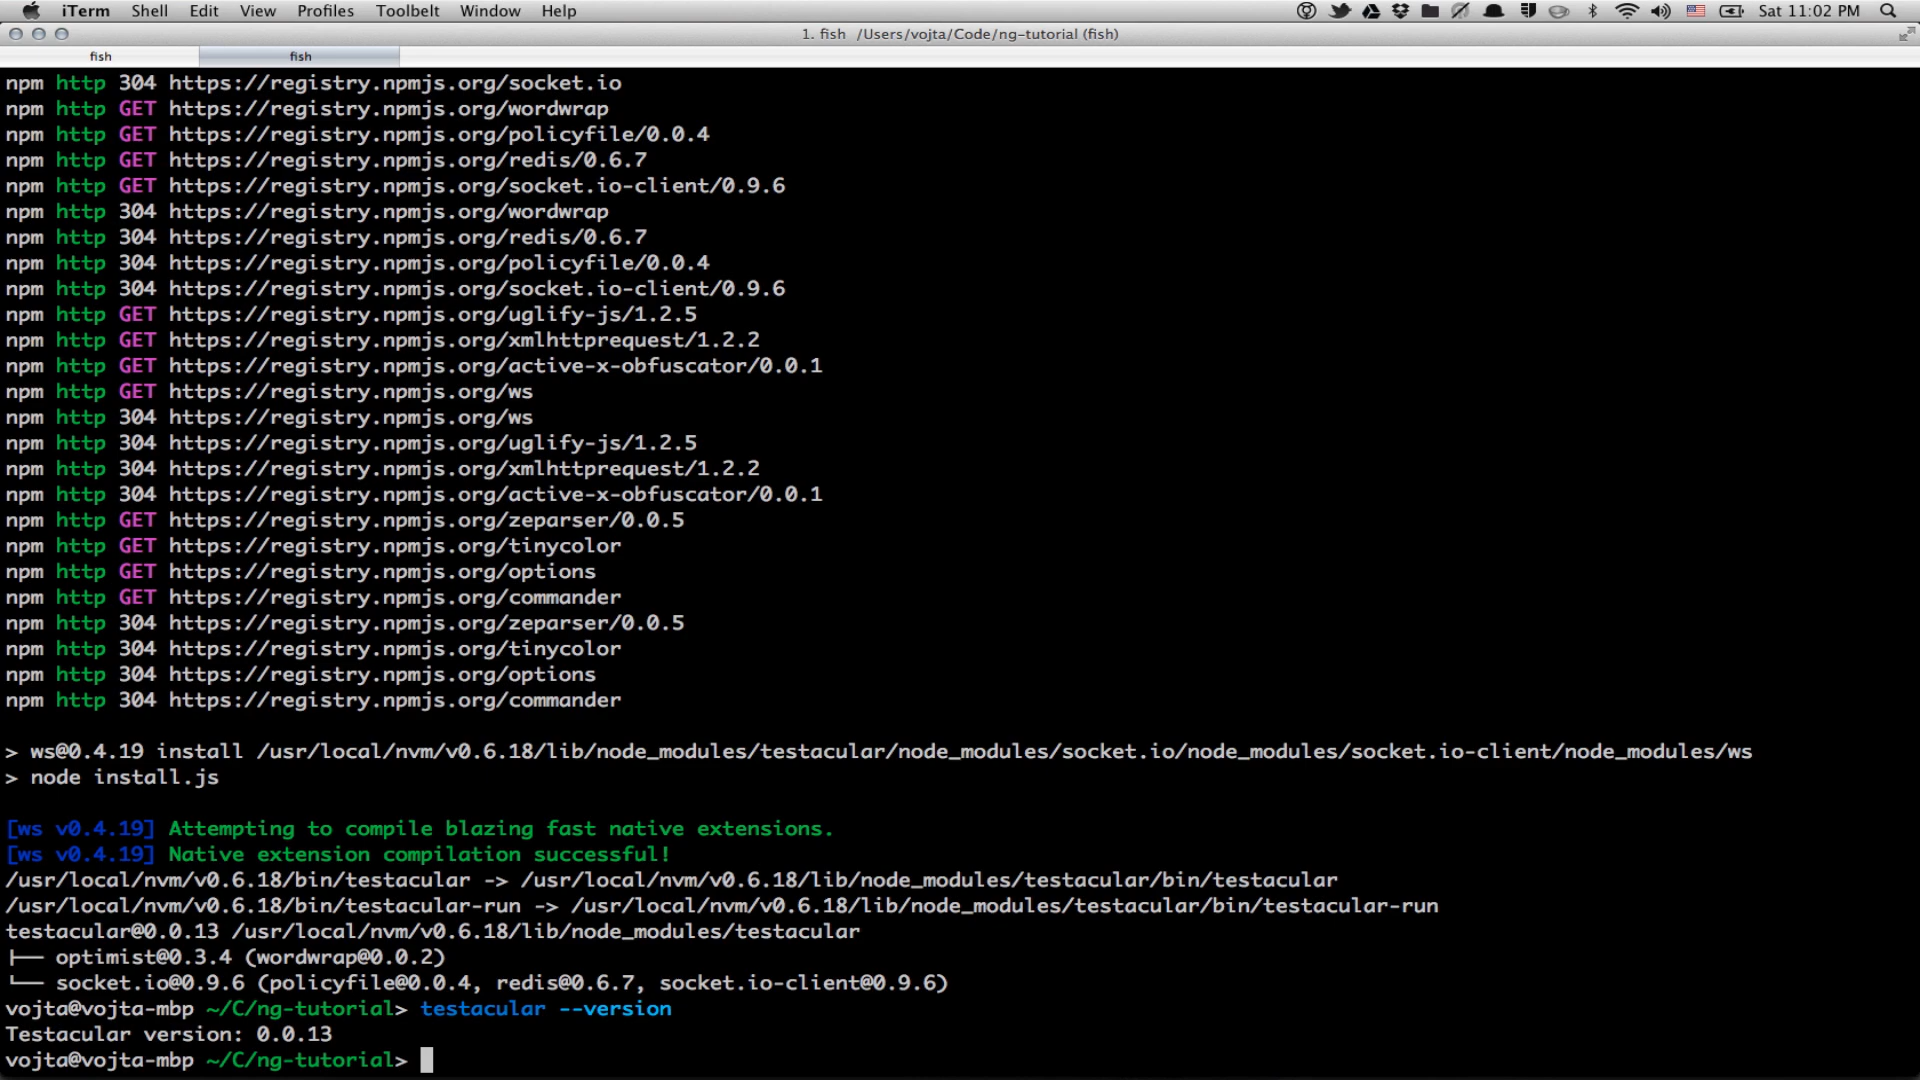 iTerm Shell Edit View Profiles Toolbelt Window Help Sat 11:02 PM
1. fish /Users/vojta/Code/ng-tutorial (fish)
fish fish
npm http 304 https://registry.npmjs.org/socket.io
npm http GET https://registry.npmjs.org/wordwrap
npm http GET https://registry.npmjs.org/policyfile/0.0.4
npm http GET https://registry.npmjs.org/redis/0.6.7
npm http GET https://registry.npmjs.org/socket.io-client/0.9.6
npm http 304 https://registry.npmjs.org/wordwrap
npm http 304 https://registry.npmjs.org/redis/0.6.7
npm http 304 https://registry.npmjs.org/policyfile/0.0.4
npm http 304 https://registry.npmjs.org/socket.io-client/0.9.6
npm http GET https://registry.npmjs.org/uglify-js/1.2.5
npm http GET https://registry.npmjs.org/xmlhttprequest/1.2.2
npm http GET https://registry.npmjs.org/active-x-obfuscator/0.0.1
npm http GET https://registry.npmjs.org/ws
npm http 304 https://registry.npmjs.org/ws
npm http 304 https://registry.npmjs.org/uglify-js/1.2.5
npm http 304 https://registry.npmjs.org/xmlhttprequest/1.2.2
npm http 304 https://registry.npmjs.org/active-x-obfuscator/0.0.1
npm http GET https://registry.npmjs.org/zeparser/0.0.5
npm http GET https://registry.npmjs.org/tinycolor
npm http GET https://registry.npmjs.org/options
npm http GET https://registry.npmjs.org/commander
npm http 304 https://registry.npmjs.org/zeparser/0.0.5
npm http 304 https://registry.npmjs.org/tinycolor
npm http 304 https://registry.npmjs.org/options
npm http 304 https://registry.npmjs.org/commander
> ws@0.4.19 install /usr/local/nvm/v0.6.18/lib/node_modules/testacular/node_modules/socket.io/node_modules/socket.io-client/node_modules/ws
> node install.js
[ws v0.4.19] Attempting to compile blazing fast native extensions.
[ws v0.4.19] Native extension compilation successful!
/usr/local/nvm/v0.6.18/bin/testacular -> /usr/local/nvm/v0.6.18/lib/node_modules/testacular/bin/testacular
/usr/local/nvm/v0.6.18/bin/testacular-run -> /usr/local/nvm/v0.6.18/lib/node_modules/testacular/bin/testacular-run
testacular@0.0.13 /usr/local/nvm/v0.6.18/lib/node_modules/testacular
├── optimist@0.3.4 (wordwrap@0.0.2)
└── socket.io@0.9.6 (policyfile@0.0.4, redis@0.6.7, socket.io-client@0.9.6)
vojta@vojta-mbp ~/C/ng-tutorial> testacular --version
Testacular version: 0.0.13
vojta@vojta-mbp ~/C/ng-tutorial>